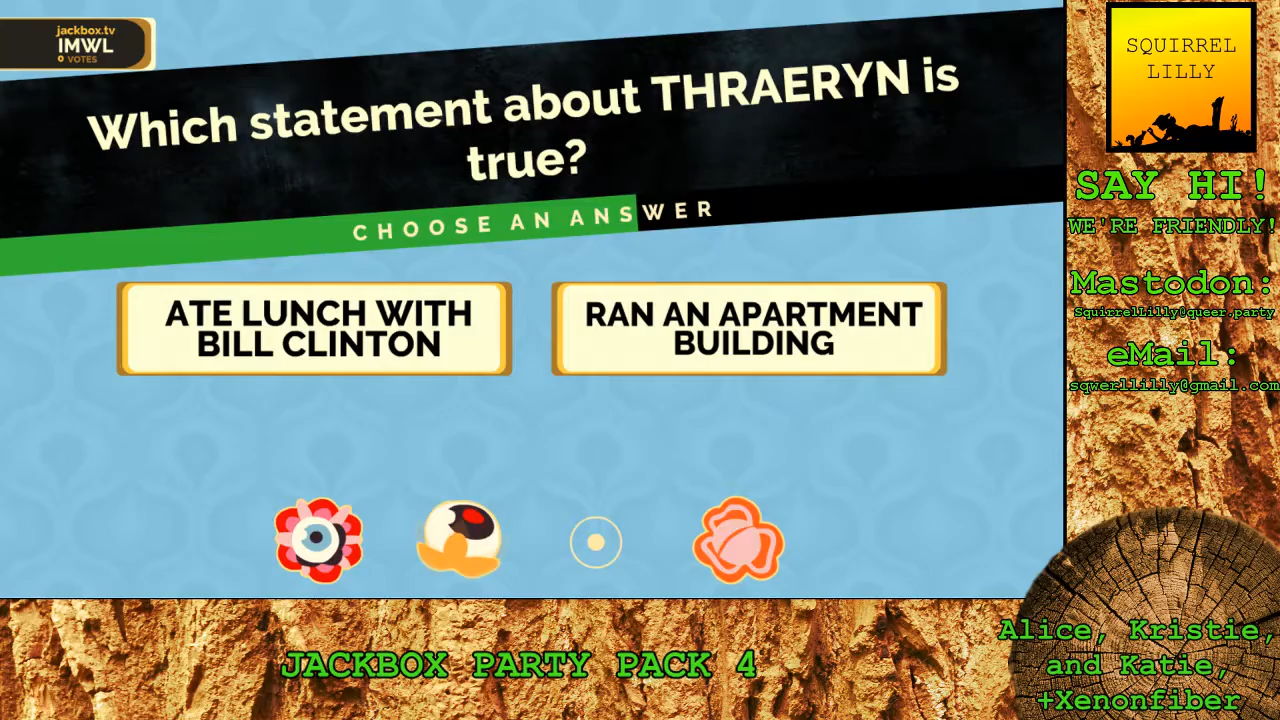 jackbox.tv
IMWL
0 VOTES
Which statement about THRAERYN is
true?
CHOOSE AN ANSWER
ATE LUNCH WITH
BILL CLINTON
RAN AN APARTMENT
BUILDING
SQUIRREL
LILLY
SAY HI!
WE'RE FRIENDLY!
Mastodon:
SquirrelLilly@queer.party
eMail:
sqwerllilly@gmail.com
JACKBOX PARTY PACK 4
Alice, Kristie,
and Katie,
+Xenonfiber